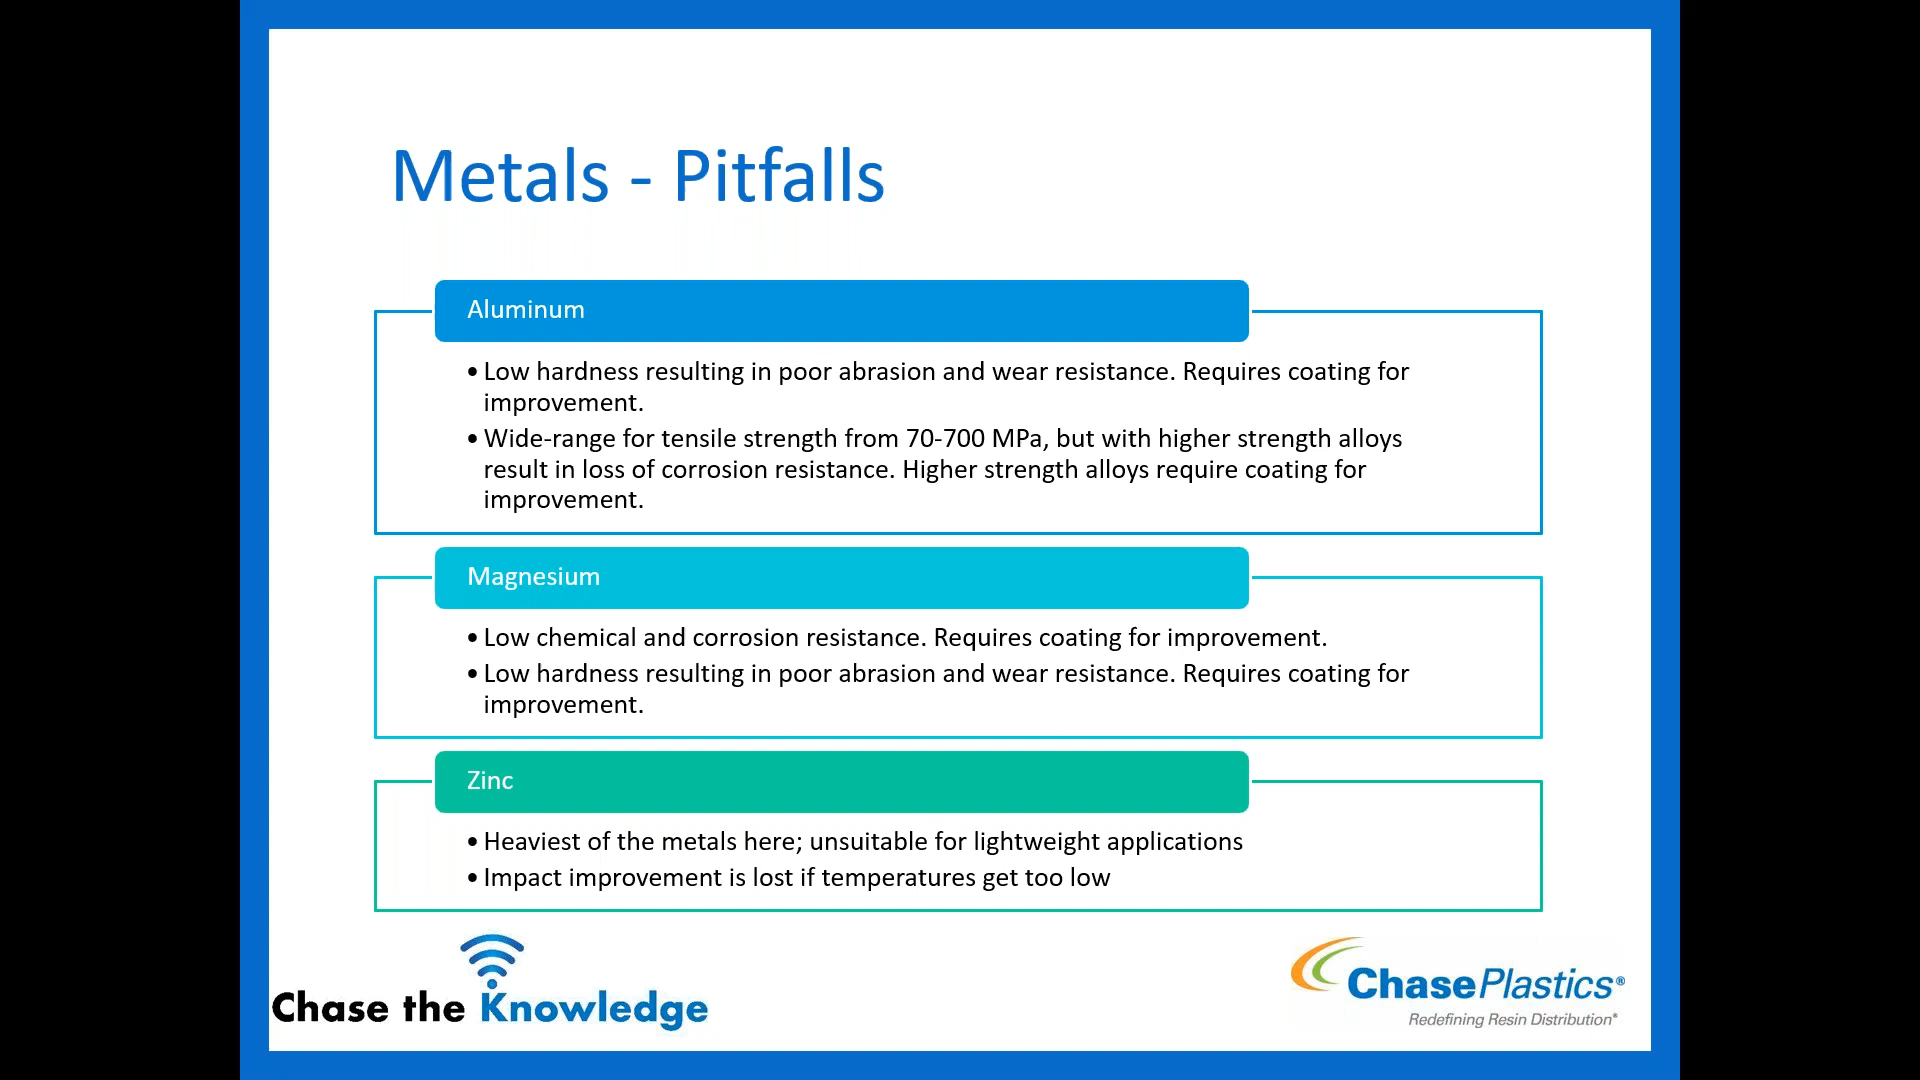 Metals - Pitfalls
Aluminum
• Low hardness resulting in poor abrasion and wear resistance. Requires coating for
improvement.
• Wide-range for tensile strength from 70-700 MPa, but with higher strength alloys
result in loss of corrosion resistance. Higher strength alloys require coating for
improvement.
Magnesium
• Low chemical and corrosion resistance. Requires coating for improvement.
• Low hardness resulting in poor abrasion and wear resistance. Requires coating for
improvement.
Zinc
• Heaviest of the metals here; unsuitable for lightweight applications
• Impact improvement is lost if temperatures get too low
Chase the Knowledge
ChasePlastics®
Redefining Resin Distribution®